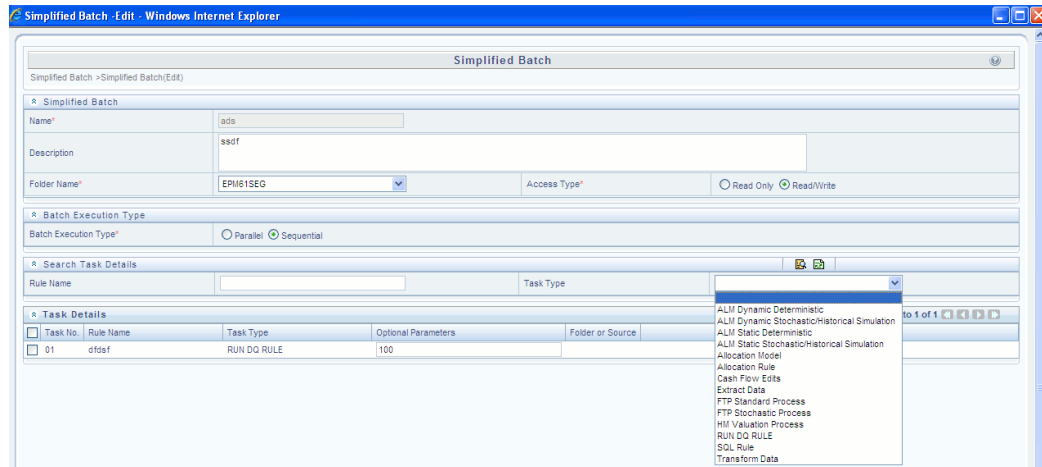 Simplified Batch -Edit - Windows Internet Explorer
Simplified Batch
Simplified Batch >Simplified Batch(Edit)
Simplified Batch
Name* ads
Description ssdf
Folder Name* EPM61SEG Access Type* Read Only Read/Write
Batch Execution Type
Batch Execution Type* Parallel Sequential
Search Task Details
Rule Name Task Type
Task Details to 1 of 1
Task No. Rule Name Task Type Optional Parameters Folder or Source
01 dfdsf RUN DQ RULE 100
ALM Dynamic Deterministic
ALM Dynamic Stochastic/Historical Simulation
ALM Static Deterministic
ALM Static Stochastic/Historical Simulation
Allocation Model
Allocation Rule
Cash Flow Edits
Extract Data
FTP Standard Process
FTP Stochastic Process
HM Valuation Process
RUN DQ RULE
SQL Rule
Transform Data